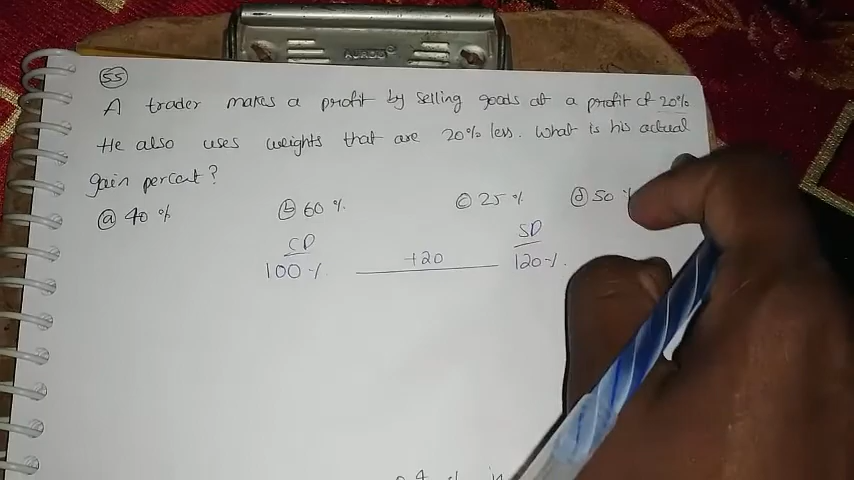 55
A trader makes a profit by selling goods at a profit of 20%
He also uses weights that are 20% less. What is his actual
gain percent?
(a) 40 % (b) 60 % (c) 25 % (d) 50 %
CP SP
100 % +20 120 %